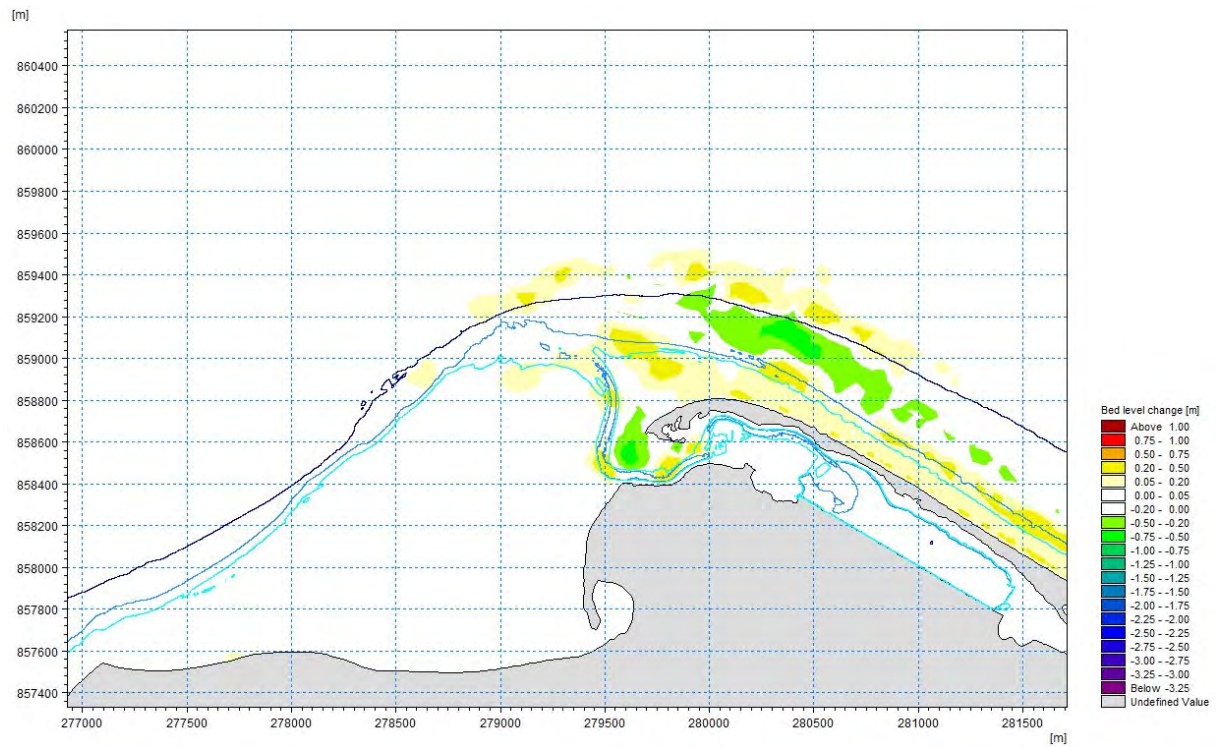 [m]
860400
860200
860000
859800
859600
859400
859200
859000
858800
858600
858400
858200
858000
857800
857600
857400
277000 277500 278000 278500 279000 279500 280000 280500 281000 281500
[m]
Bed level change [m]
Above 1.00
0.75 - 1.00
0.50 - 0.75
0.20 - 0.50
0.05 - 0.20
0.00 - 0.05
-0.20 - 0.00
-0.50 - -0.20
-0.75 - -0.50
-1.00 - -0.75
-1.25 - -1.00
-1.50 - -1.25
-1.75 - -1.50
-2.00 - -1.75
-2.25 - -2.00
-2.50 - -2.25
-2.75 - -2.50
-3.00 - -2.75
-3.25 - -3.00
Below -3.25
Undefined Value